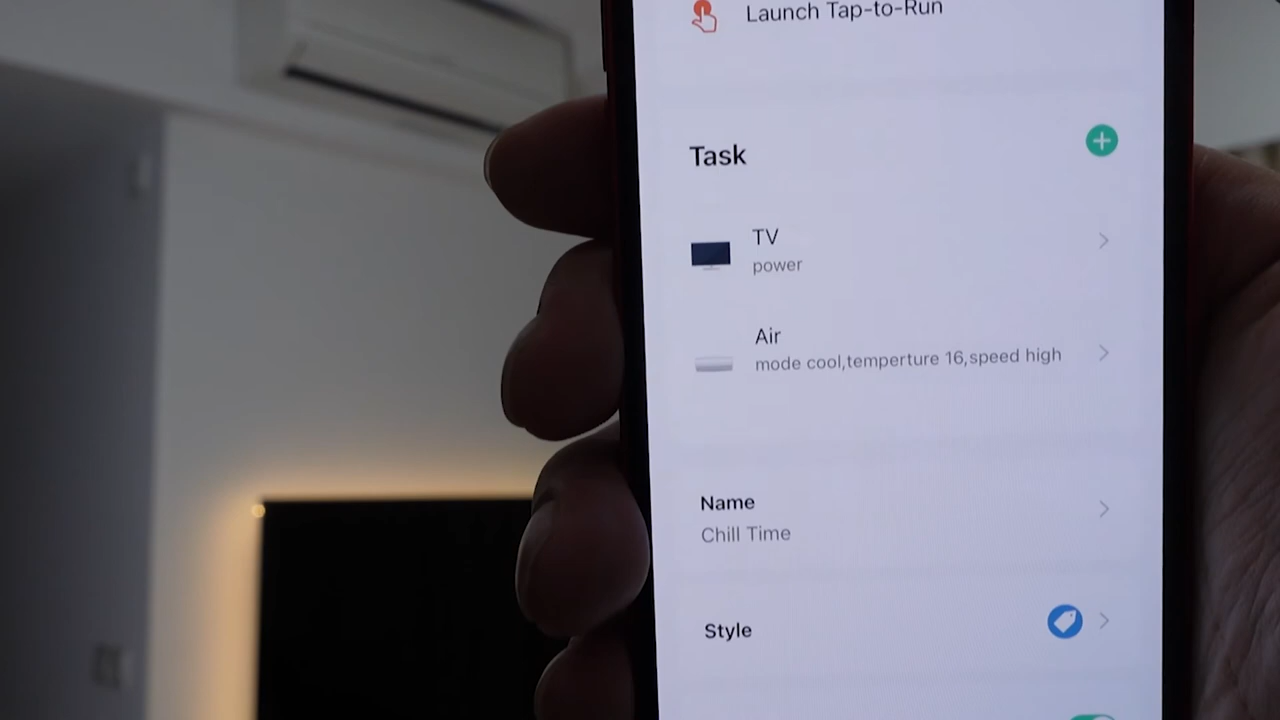 Launch Tap-to-Run
Task
TV
power
Air
mode cool,temperture 16,speed high
Name
Chill Time
Style